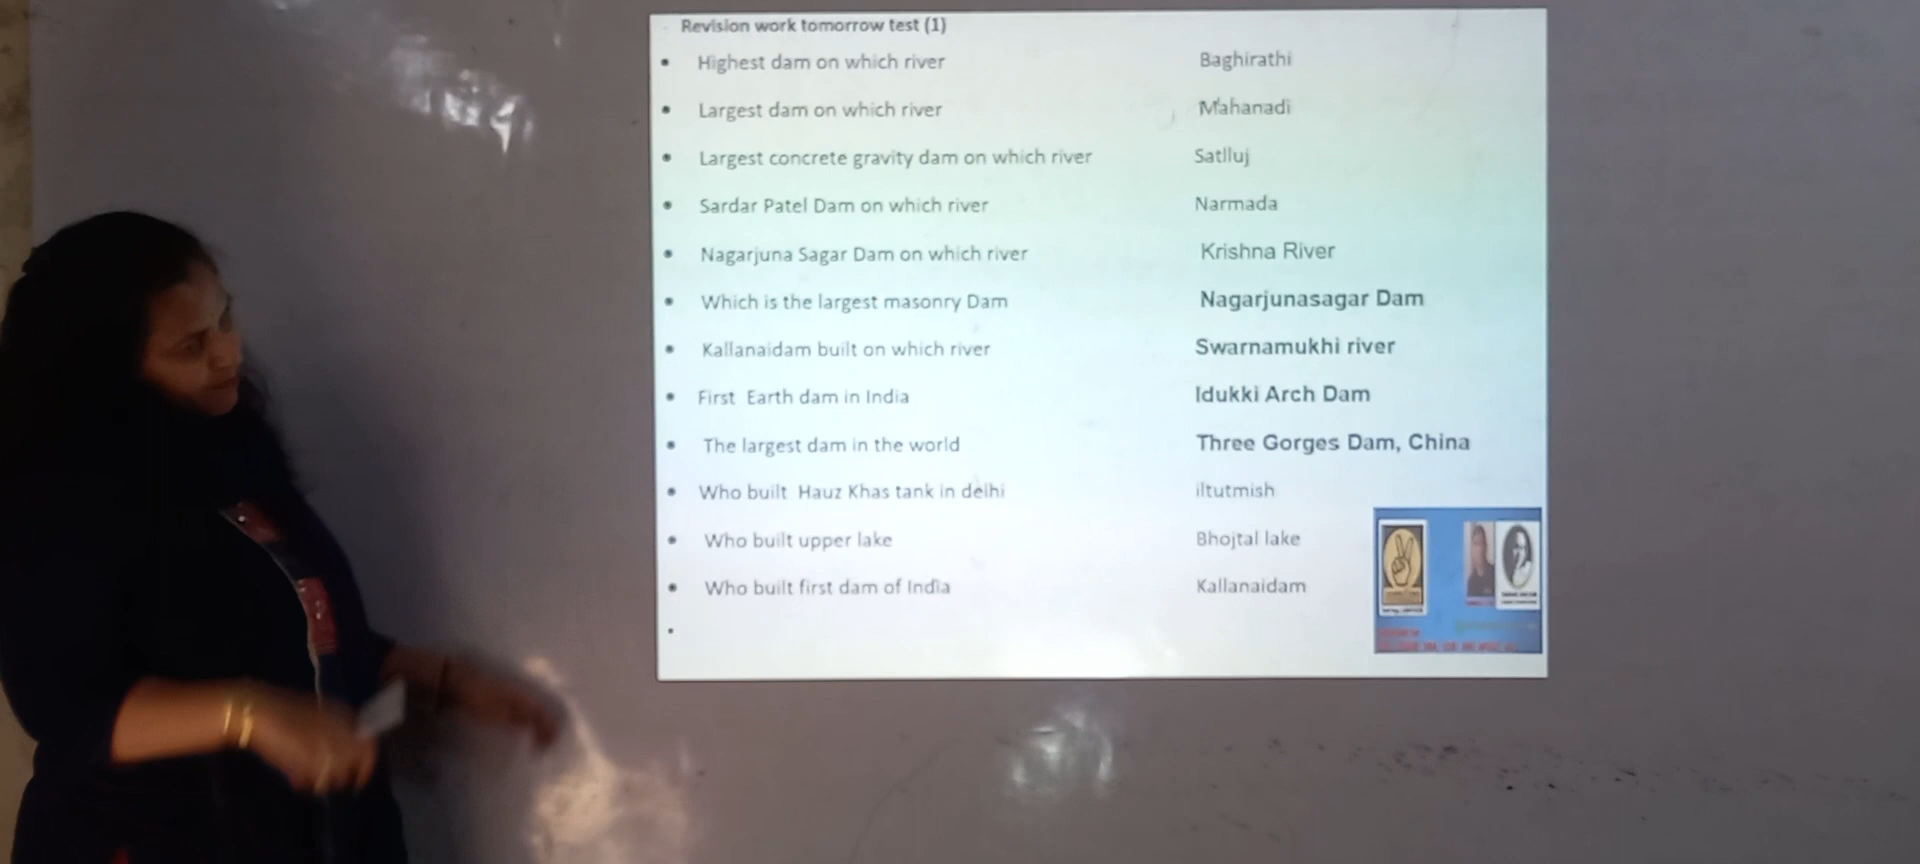 Revision work tomorrow test (1)
• Highest dam on which river Baghirathi
• Largest dam on which river Mahanadi
• Largest concrete gravity dam on which river Satlluj
• Sardar Patel Dam on which river Narmada
• Nagarjuna Sagar Dam on which river Krishna River
• Which is the largest masonry Dam Nagarjunasagar Dam
• Kallanaidam built on which river Swarnamukhi river
• First Earth dam in India Idukki Arch Dam
• The largest dam in the world Three Gorges Dam, China
• Who built Hauz Khas tank in delhi iltutmish
• Who built upper lake Bhojtal lake
• Who built first dam of India Kallanaidam
•